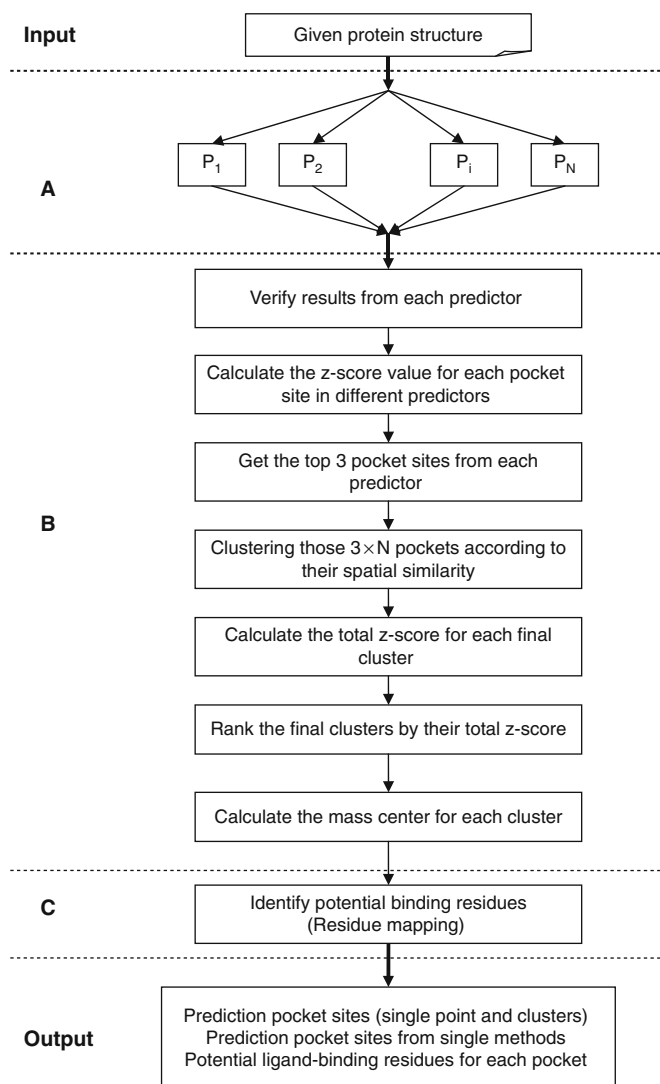 Input
Given protein structure
A
P1
P2
Pi
PN
B
Verify results from each predictor
Calculate the z-score value for each pocket
site in different predictors
Get the top 3 pocket sites from each
predictor
Clustering those 3×N pockets according to
their spatial similarity
Calculate the total z-score for each final
cluster
Rank the final clusters by their total z-score
Calculate the mass center for each cluster
C
Identify potential binding residues
(Residue mapping)
Output
Prediction pocket sites (single point and clusters)
Prediction pocket sites from single methods
Potential ligand-binding residues for each pocket